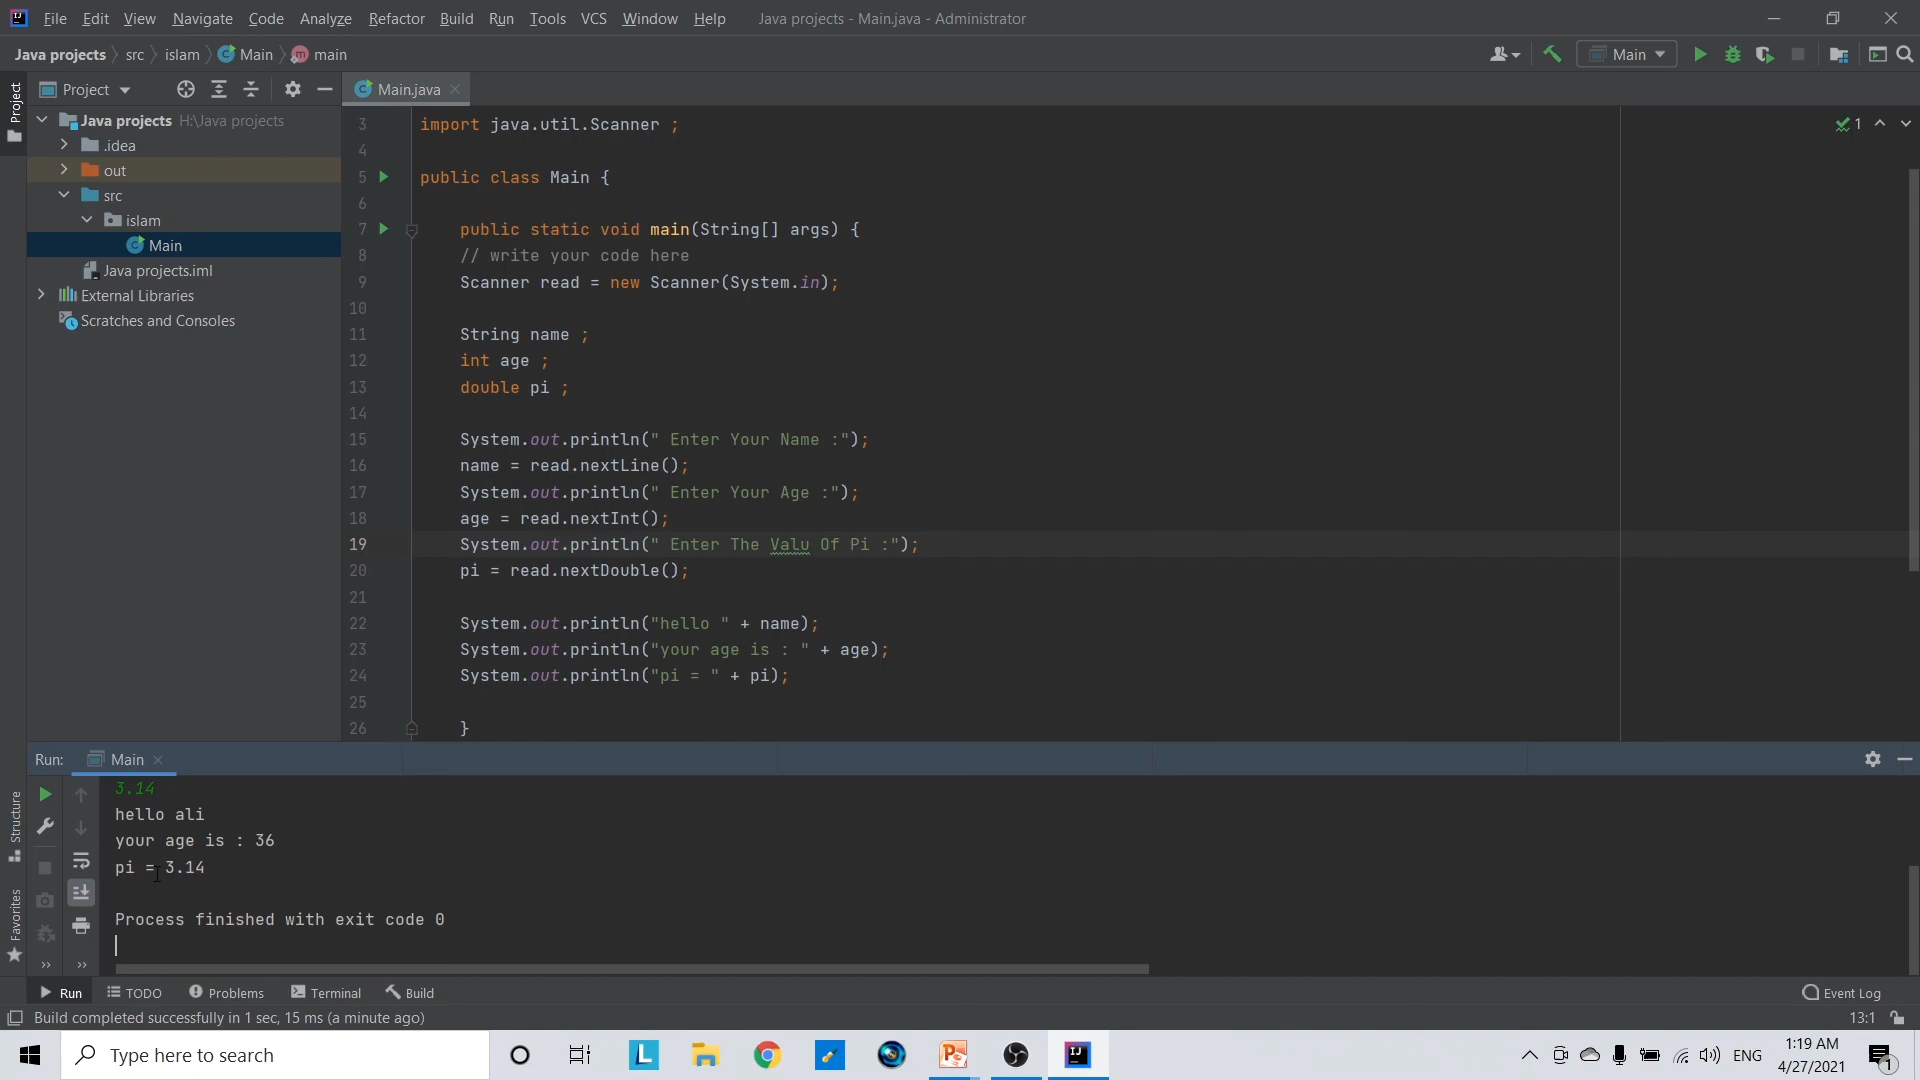 File Edit View Navigate Code Analyze Refactor Build Run Tools VCS Window Help Java projects - Main.java - Administrator
Java projects src islam Main main Main
Project Main.java
Java projects H:\Java projects
.idea
out
src
islam
Main
Java projects.iml
External Libraries
Scratches and Consoles
Project
1
3 import java.util.Scanner ;
4
5 public class Main {
6
7 public static void main(String[] args) {
8 // write your code here
9 Scanner read = new Scanner(System.in);
10
11 String name ;
12 int age ;
13 double pi ;
14
15 System.out.println(" Enter Your Name :");
16 name = read.nextLine();
17 System.out.println(" Enter Your Age :");
18 age = read.nextInt();
19 System.out.println(" Enter The Valu Of Pi :");
20 pi = read.nextDouble();
21
22 System.out.println("hello " + name);
23 System.out.println("your age is : " + age);
24 System.out.println("pi = " + pi);
25
26 }
Run: Main
3.14
hello ali
your age is : 36
pi = 3.14
Process finished with exit code 0
Structure
Favorites
Run TODO Problems Terminal Build Event Log
Build completed successfully in 1 sec, 15 ms (a minute ago) 13:1
Type here to search ENG 1:19 AM
4/27/2021 1